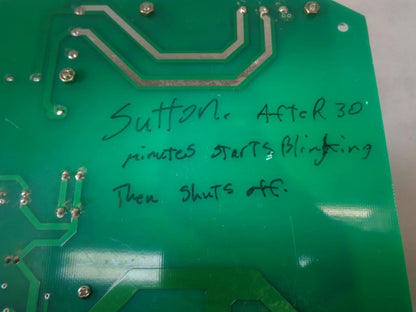 Sutton. After 30
minutes starts Blinking
Then shuts off.